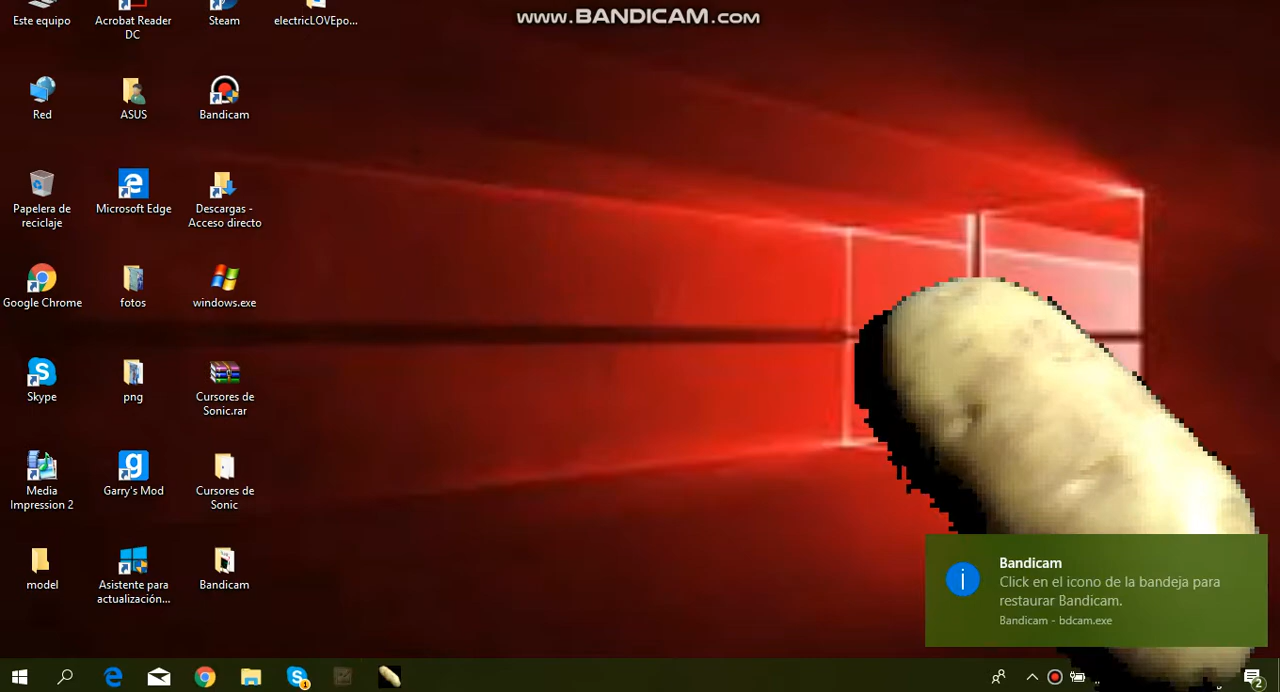 www.BANDICAM.com
Este equipo
Acrobat Reader
DC
Steam
electricLOVEpo...
Red
ASUS
Bandicam
Papelera de
reciclaje
Microsoft Edge
Descargas -
Acceso directo
Google Chrome
fotos
windows.exe
Skype
png
Cursores de
Sonic.rar
Media
Impression 2
Garry's Mod
Cursores de
Sonic
model
Asistente para
actualización...
Bandicam
Bandicam
Click en el icono de la bandeja para
restaurar Bandicam.
Bandicam - bdcam.exe
1
2